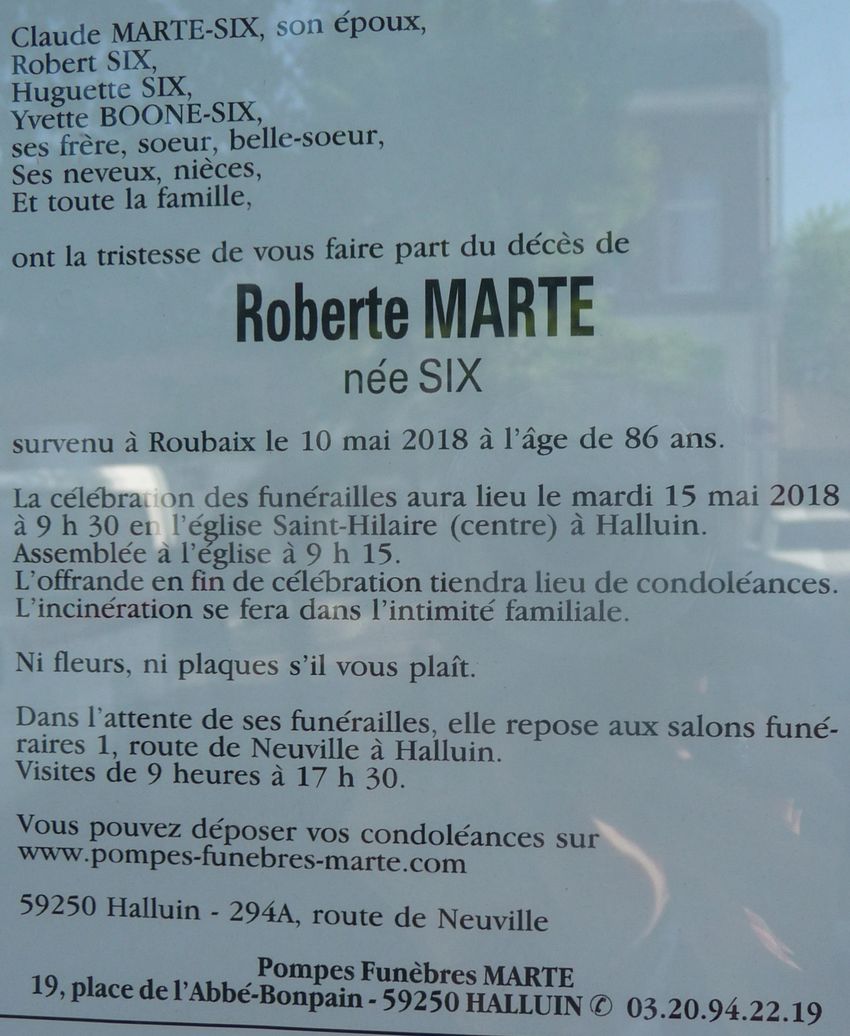 Claude MARTE-SIX, son époux,
Robert SIX,
Huguette SIX,
Yvette BOONE-SIX,
ses frère, soeur, belle-soeur,
Ses neveux, nièces,
Et toute la famille,
ont la tristesse de vous faire part du décès de
Roberte MARTE
née SIX
survenu à Roubaix le 10 mai 2018 à l'âge de 86 ans.
La célébration des funérailles aura lieu le mardi 15 mai 2018
à 9 h 30 en l'église Saint-Hilaire (centre) à Halluin.
Assemblée à l'église à 9 h 15.
L'offrande en fin de célébration tiendra lieu de condoléances.
L'incinération se fera dans l'intimité familiale.
Ni fleurs, ni plaques s'il vous plaît.
Dans l'attente de ses funérailles, elle repose aux salons funé-
raires 1, route de Neuville à Halluin.
Visites de 9 heures à 17 h 30.
Vous pouvez déposer vos condoléances sur
www.pompes-funebres-marte.com
59250 Halluin - 294A, route de Neuville
Pompes Funèbres MARTE
19, place de l'Abbé-Bonpain - 59250 HALLUIN ✆ 03.20.94.22.19